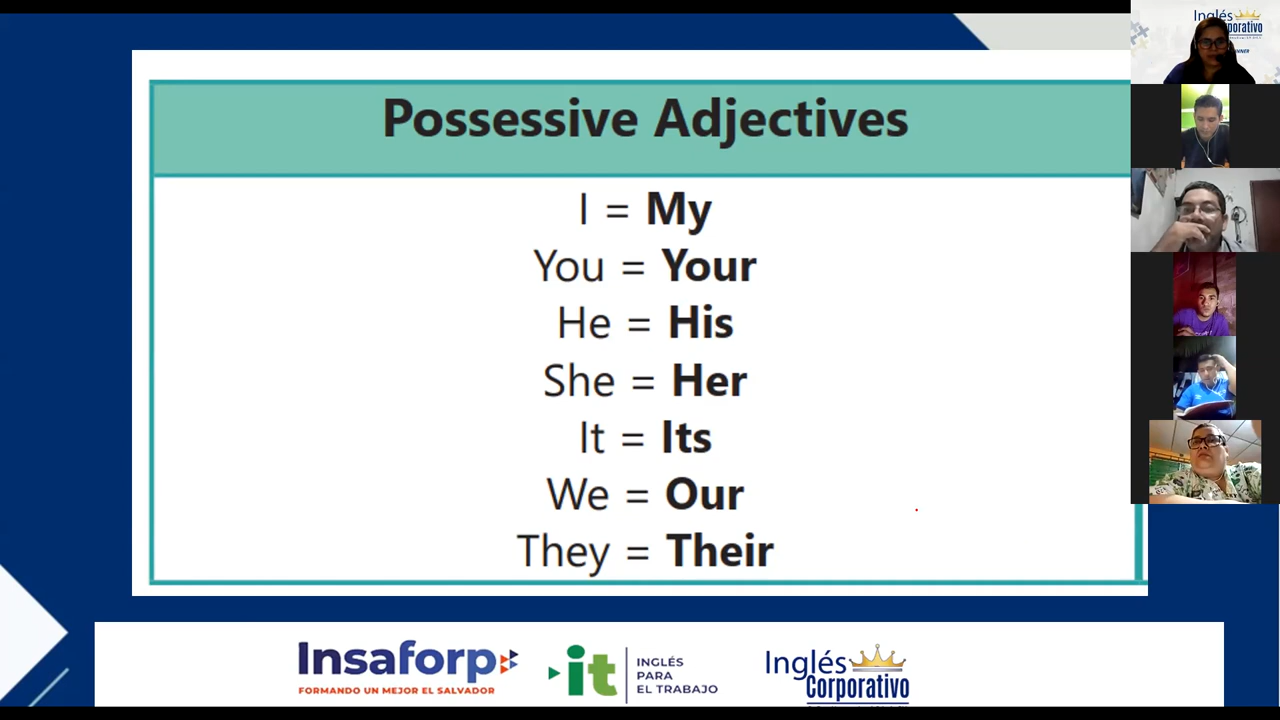 Possessive Adjectives
I = My
You = Your
He = His
She = Her
It = Its
We = Our
They = Their
Insaforp
FORMANDO UN MEJOR EL SALVADOR
it
INGLÉS
PARA
EL TRABAJO
Inglés
Corporativo
Inglés